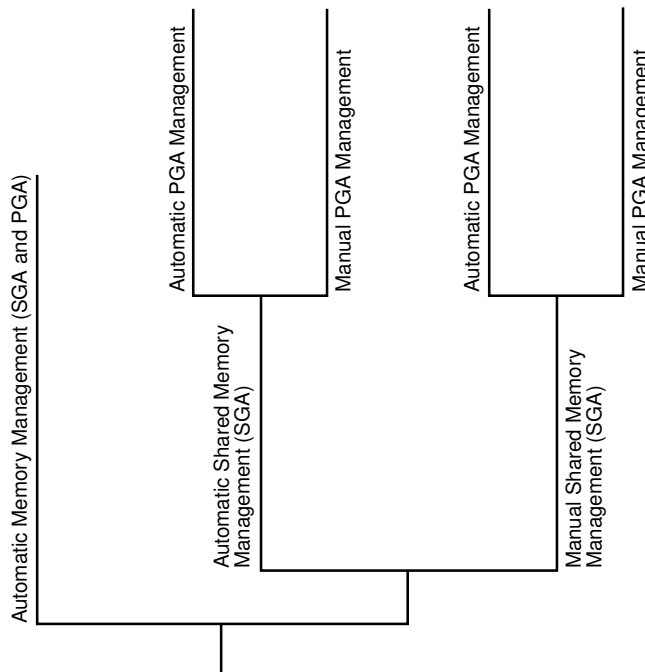 Automatic Memory Management (SGA and PGA)
Automatic Shared Memory
Management (SGA)
Automatic PGA Management
Manual PGA Management
Manual Shared Memory
Management (SGA)
Automatic PGA Management
Manual PGA Management